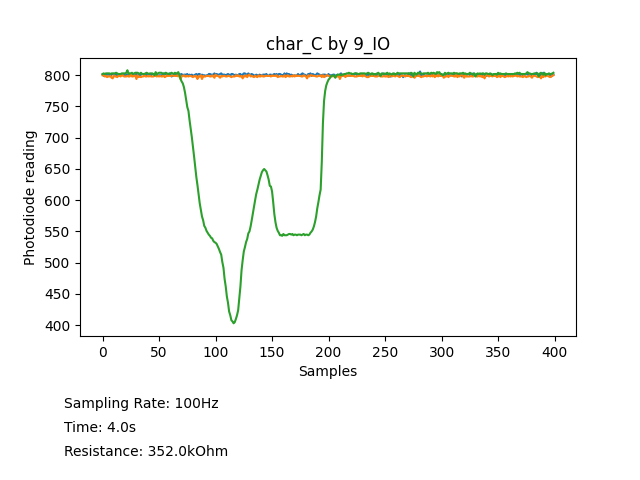 char_C by 9_IO
Photodiode reading
800
750
700
650
600
550
500
450
400
0 50 100 150 200 250 300 350 400
Samples
Sampling Rate: 100Hz
Time: 4.0s
Resistance: 352.0kOhm